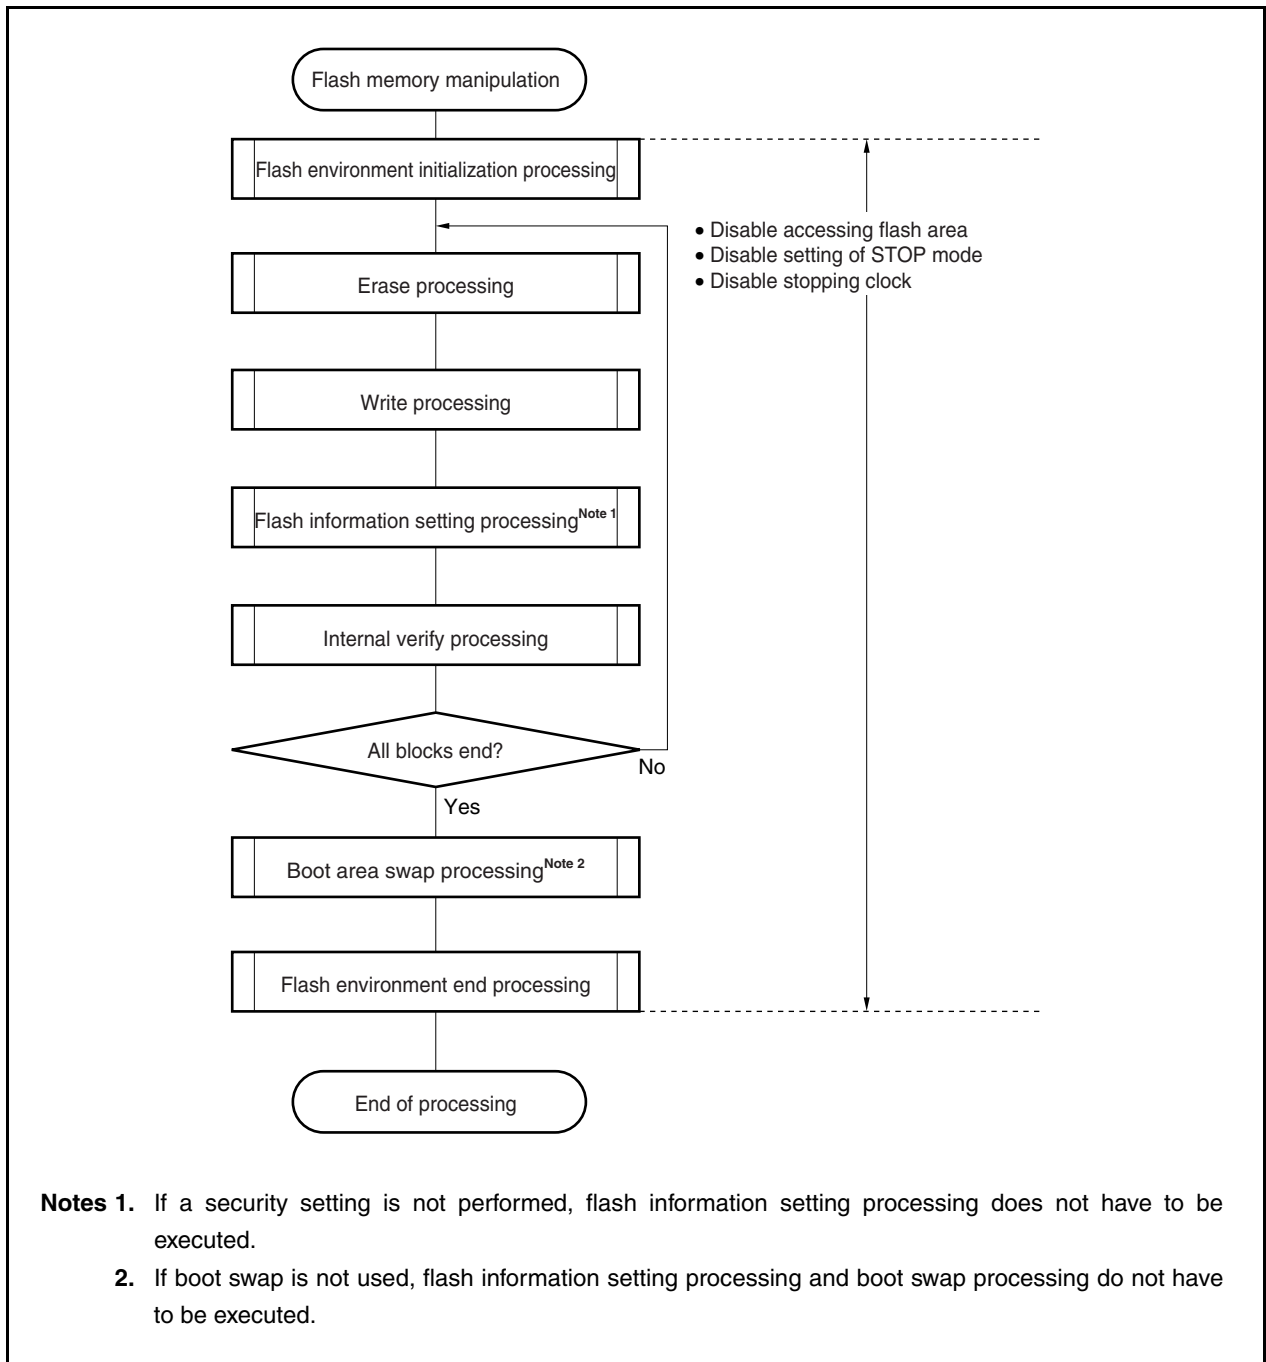 Flash memory manipulation
Flash environment initialization processing
• Disable accessing flash area
• Disable setting of STOP mode
• Disable stopping clock
Erase processing
Write processing
Flash information setting processingNote 1
Internal verify processing
All blocks end?
No
Yes
Boot area swap processingNote 2
Flash environment end processing
End of processing
Notes 1. If a security setting is not performed, flash information setting processing does not have to be
executed.
2. If boot swap is not used, flash information setting processing and boot swap processing do not have
to be executed.